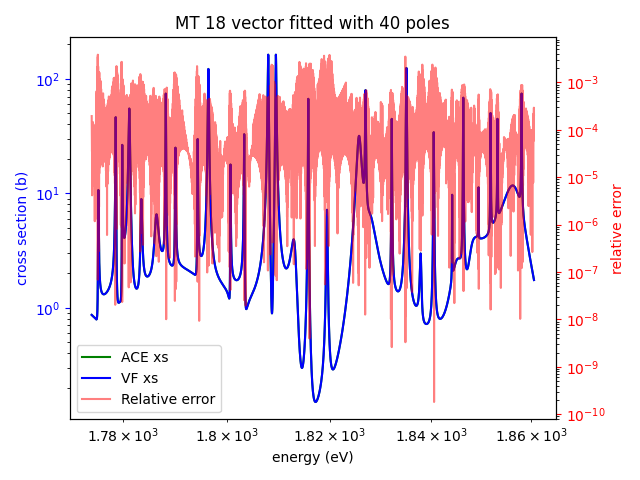 MT 18 vector fitted with 40 poles
10²
10¹
10⁰
cross section (b)
10⁻³
10⁻⁴
10⁻⁵
10⁻⁶
10⁻⁷
10⁻⁸
10⁻⁹
10⁻¹⁰
relative error
ACE xs
VF xs
Relative error
1.78 × 10³ 1.8 × 10³ 1.82 × 10³ 1.84 × 10³ 1.86 × 10³
energy (eV)